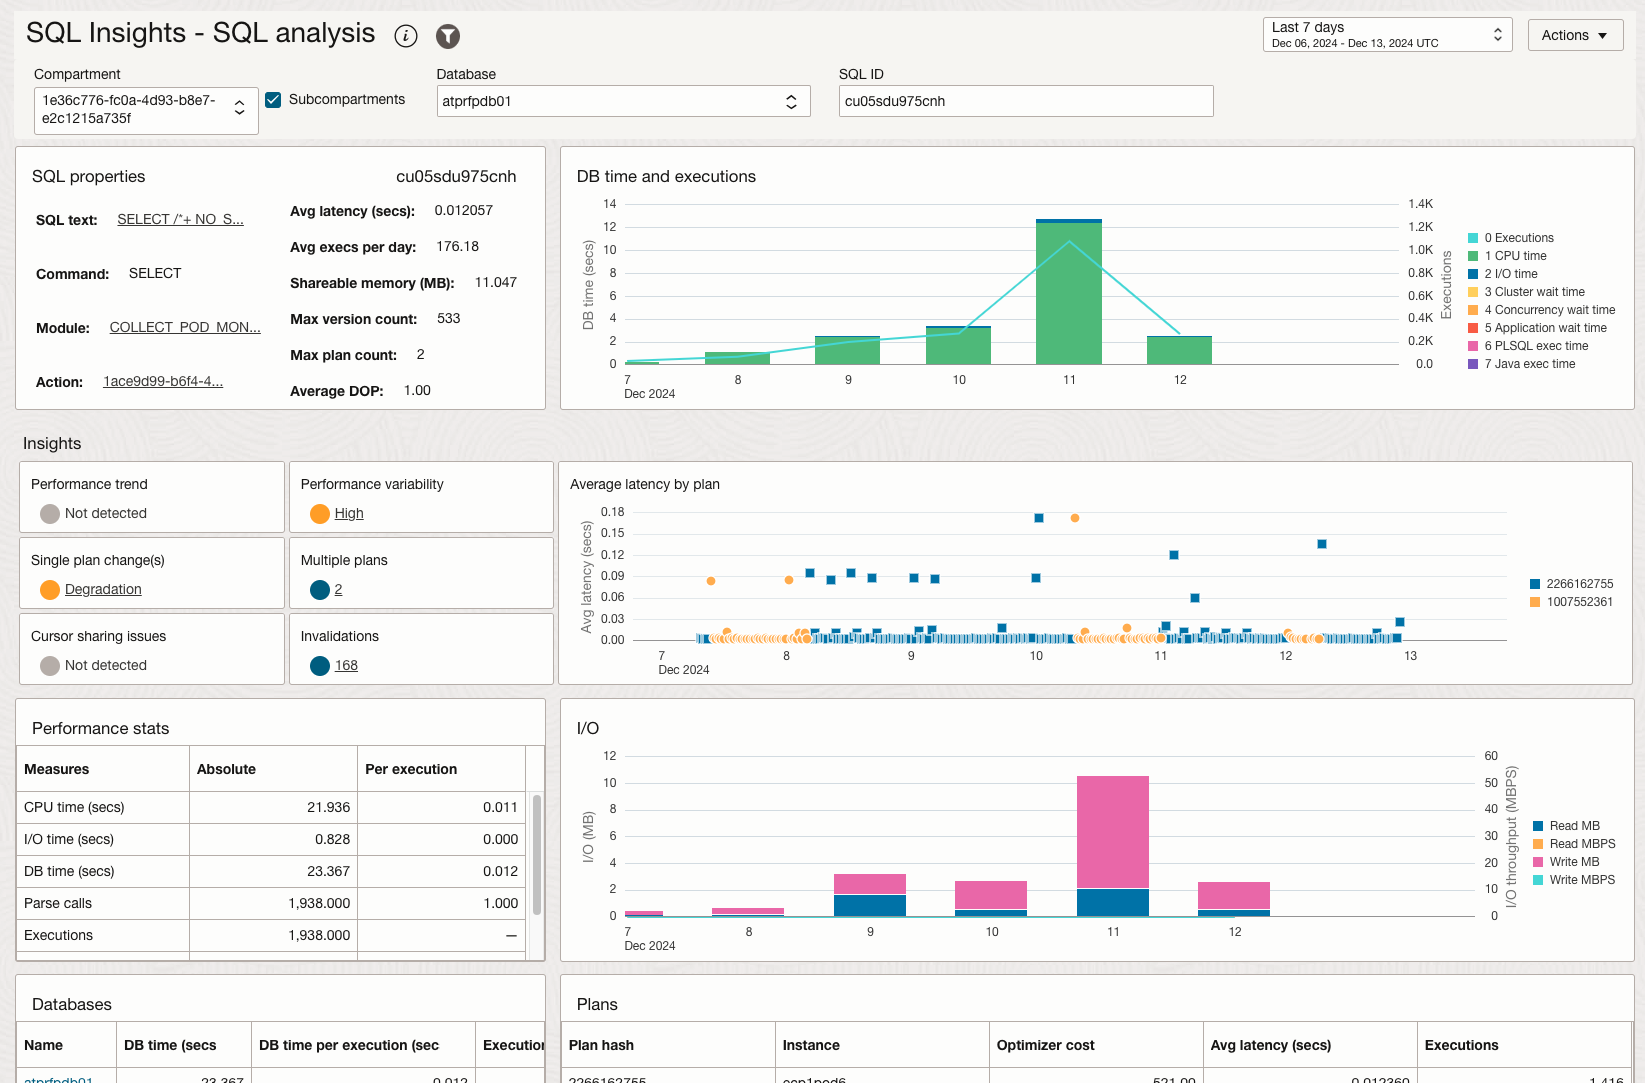 SQL Insights - SQL analysis
Last 7 days
Dec 06, 2024 - Dec 13, 2024 UTC
Actions
Compartment
1e36c776-fc0a-4d93-b8e7-
e2c1215a735f
Subcompartments
Database
atprfpdb01
SQL ID
cu05sdu975cnh
SQL properties
cu05sdu975cnh
SQL text: SELECT /*+ NO_S...
Command: SELECT
Module: COLLECT_POD_MON...
Action: 1ace9d99-b6f4-4...
Avg latency (secs): 0.012057
Avg execs per day: 176.18
Shareable memory (MB): 11.047
Max version count: 533
Max plan count: 2
Average DOP: 1.00
DB time and executions
DB time (secs)
14
12
10
8
6
4
2
0
7
8
9
10
11
12
Dec 2024
1.4K
1.2K
1.0K
0.8K
0.6K
0.4K
0.2K
0.0
Executions
0 Executions
1 CPU time
2 I/O time
3 Cluster wait time
4 Concurrency wait time
5 Application wait time
6 PLSQL exec time
7 Java exec time
Insights
Performance trend
Not detected
Performance variability
High
Single plan change(s)
Degradation
Multiple plans
2
Cursor sharing issues
Not detected
Invalidations
168
Average latency by plan
Avg latency (secs)
0.18
0.15
0.12
0.09
0.06
0.03
0.00
7
8
9
10
11
12
13
Dec 2024
2266162755
1007552361
Performance stats
Measures Absolute Per execution
CPU time (secs) 21.936 0.011
I/O time (secs) 0.828 0.000
DB time (secs) 23.367 0.012
Parse calls 1,938.000 1.000
Executions 1,938.000 —
I/O
I/O (MB)
12
10
8
6
4
2
0
7
8
9
10
11
12
Dec 2024
60
50
40
30
20
10
0
I/O throughput (MBPS)
Read MB
Read MBPS
Write MB
Write MBPS
Databases
Name DB time (secs DB time per execution (sec Execution
atprfpdb01 23.367 0.012
Plans
Plan hash Instance Optimizer cost Avg latency (secs) Executions
2266162755 521.00 0.012360 1,416